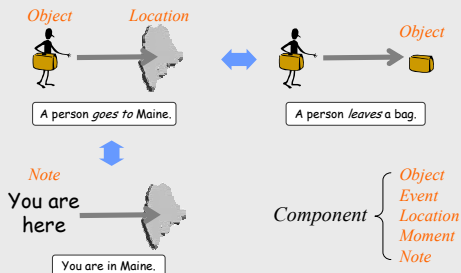 Object
Location
Object
A person goes to Maine.
A person leaves a bag.
Note
You are
here
You are in Maine.
Component
Object
Event
Location
Moment
Note